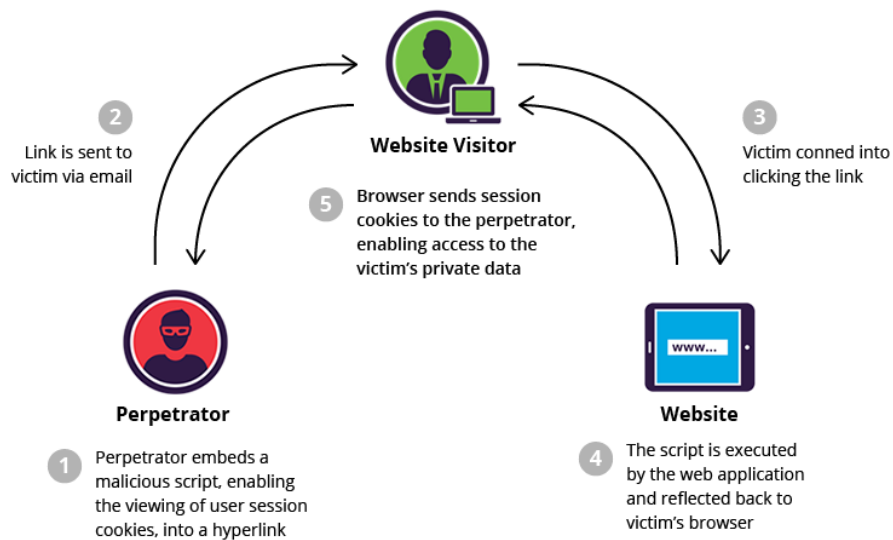 2
Link is sent to
victim via email
Website Visitor
3
Victim conned into
clicking the link
5
Browser sends session
cookies to the perpetrator,
enabling access to the
victim's private data
www...
Perpetrator
Website
1
Perpetrator embeds a
malicious script, enabling
the viewing of user session
cookies, into a hyperlink
4
The script is executed
by the web application
and reflected back to
victim's browser